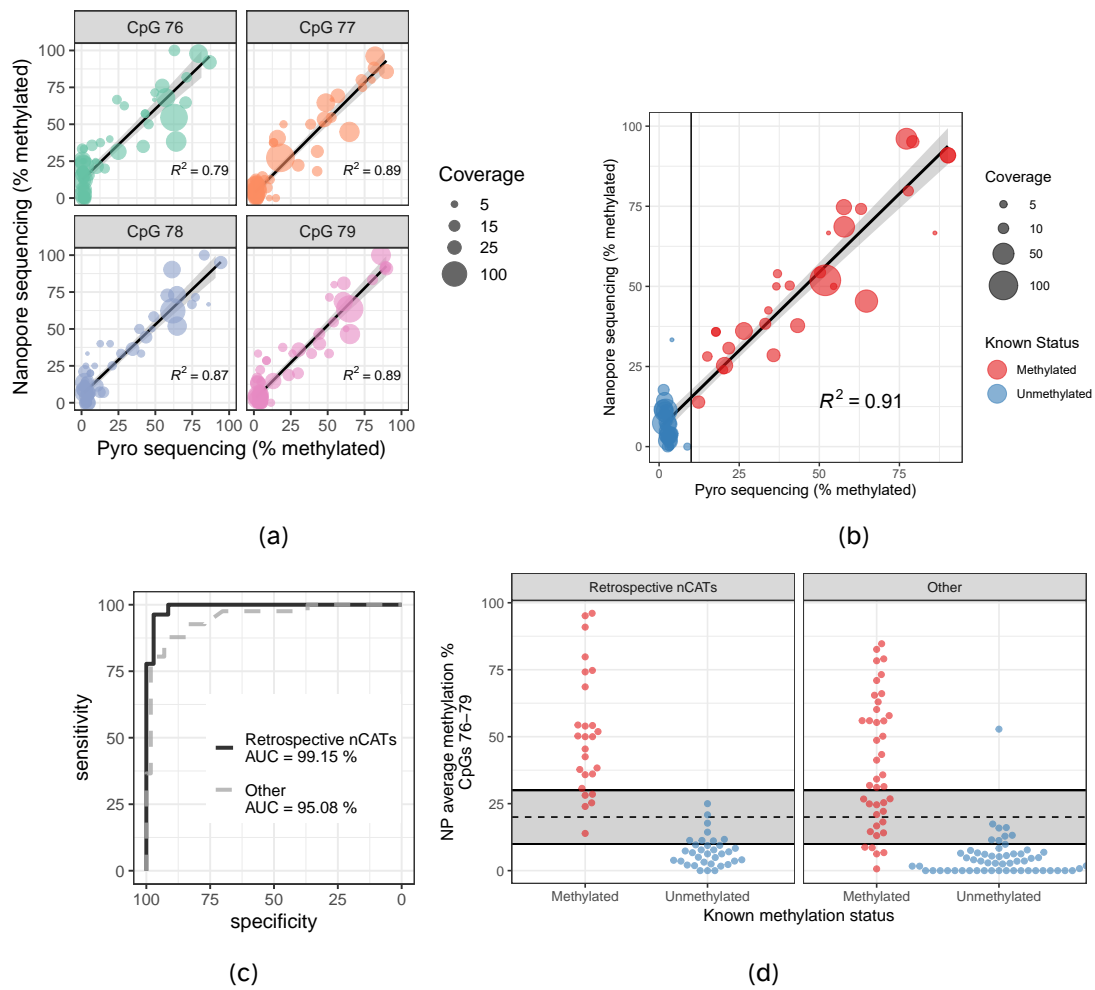 CpG 76
CpG 77
100
75
50
25
0
R² = 0.79
R² = 0.89
CpG 78
CpG 79
100
75
50
25
0
R² = 0.87
R² = 0.89
0 25 50 75 100
0 25 50 75 100
Pyro sequencing (% methylated)
Nanopore sequencing (% methylated)
Coverage
5
15
25
100
(a)
100
75
50
25
0
R² = 0.91
0 25 50 75
Pyro sequencing (% methylated)
Nanopore sequencing (% methylated)
Coverage
5
10
50
100
Known Status
Methylated
Unmethylated
(b)
100
75
50
25
0
sensitivity
Retrospective nCATs
AUC = 99.15 %
Other
AUC = 95.08 %
100 75 50 25 0
specificity
(c)
Retrospective nCATs
Other
100
75
50
25
0
NP average methylation %
CpGs 76–79
Methylated Unmethylated
Methylated Unmethylated
Known methylation status
(d)